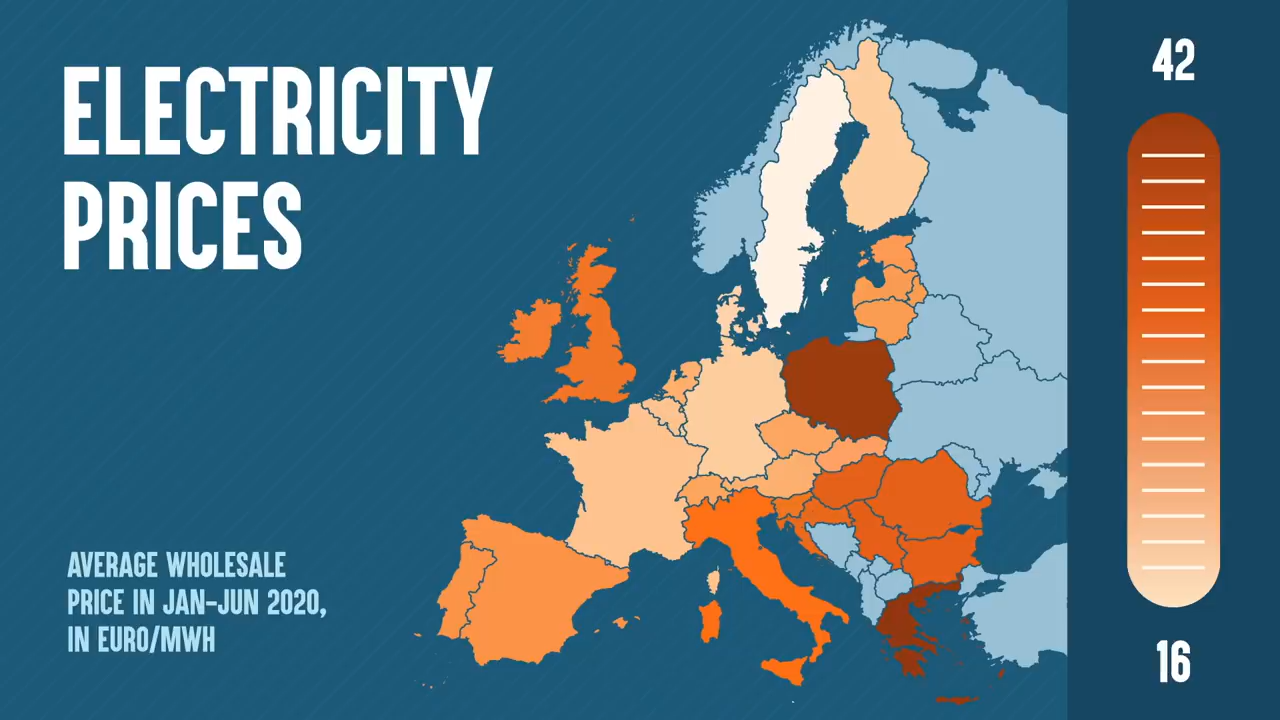 ELECTRICITY
PRICES
AVERAGE WHOLESALE
PRICE IN JAN-JUN 2020,
IN EURO/MWH
42
16